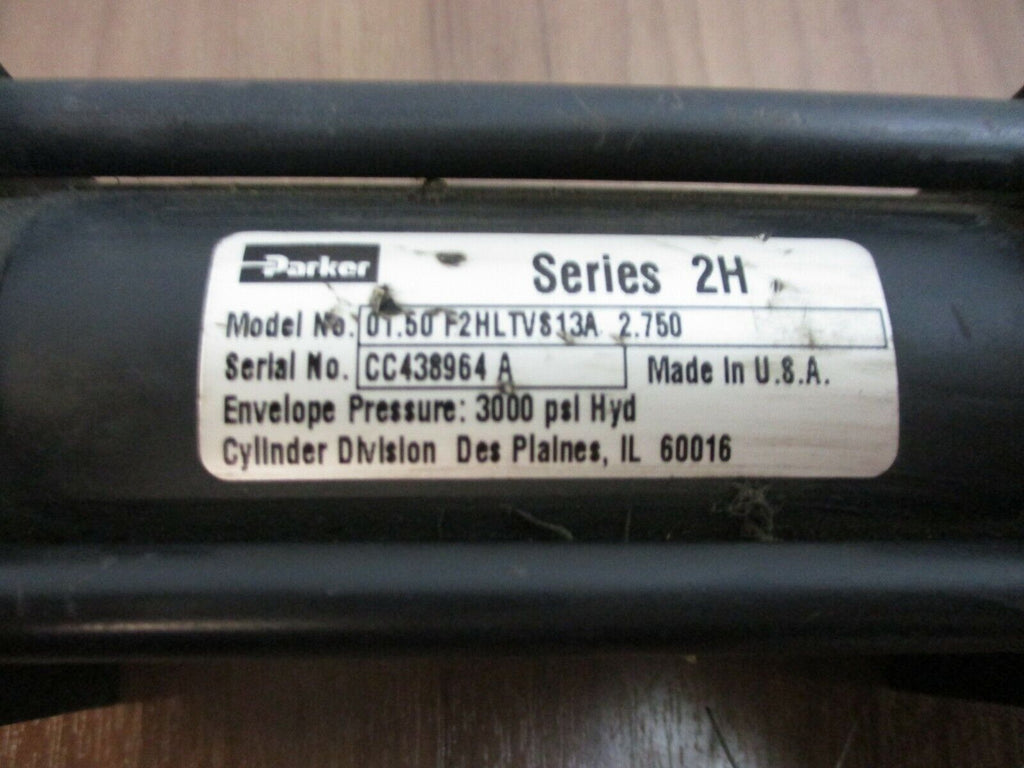 Parker
Series 2H
Model No. 01.50 F2HLTVS13A 2.750
Serial No. CC438964 A
Made In U.S.A.
Envelope Pressure: 3000 psi Hyd
Cylinder Division Des Plaines, IL 60016